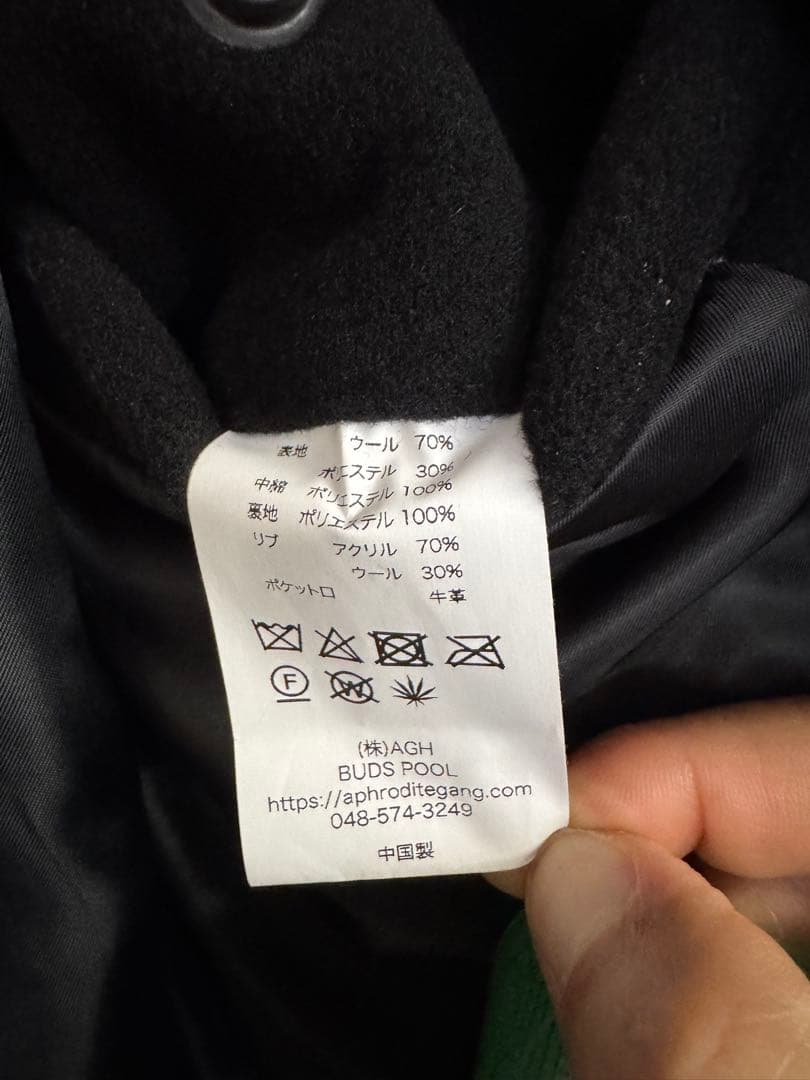 表地 ウール 70%
ポリエステル 30%
中綿 ポリエステル 100%
裏地 ポリエステル 100%
リブ アクリル 70%
ウール 30%
ポケット口 牛革
F W
(株)AGH
BUDS POOL
https://aphroditegang.com
048-574-3249
中国製